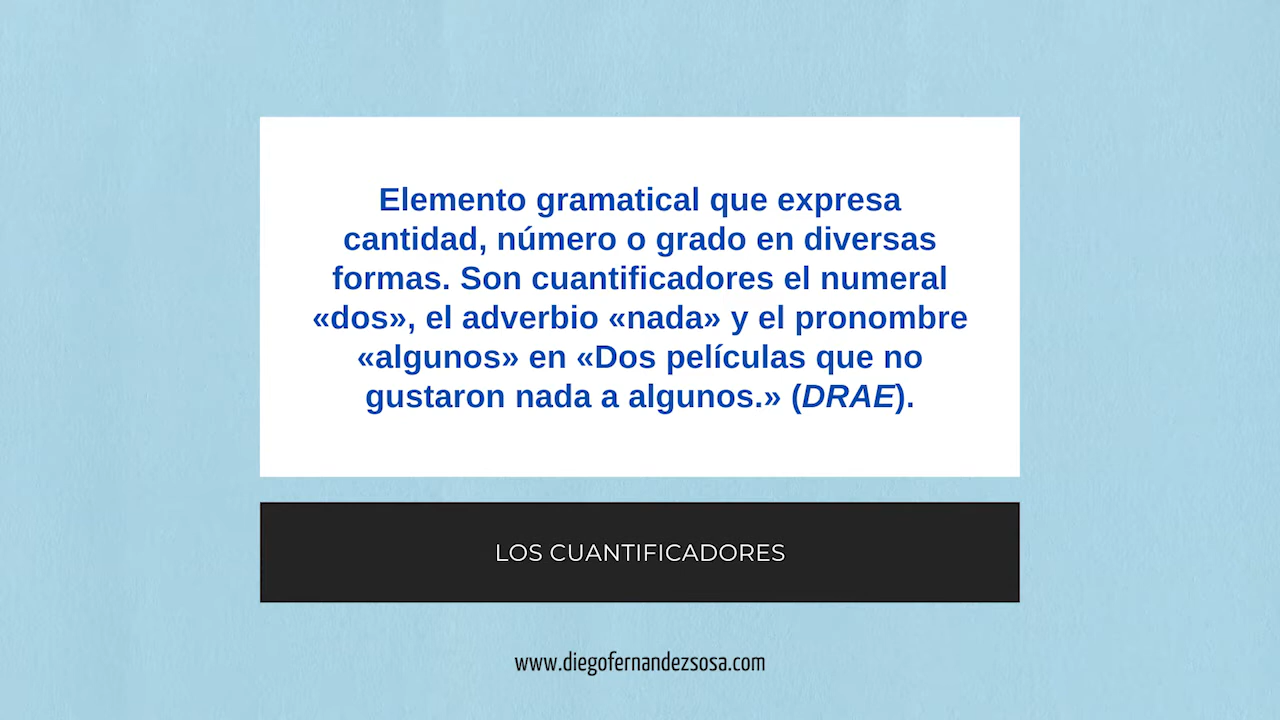 Elemento gramatical que expresa
cantidad, número o grado en diversas
formas. Son cuantificadores el numeral
«dos», el adverbio «nada» y el pronombre
«algunos» en «Dos películas que no
gustaron nada a algunos.» (DRAE).
LOS CUANTIFICADORES
www.diegofernandezsosa.com